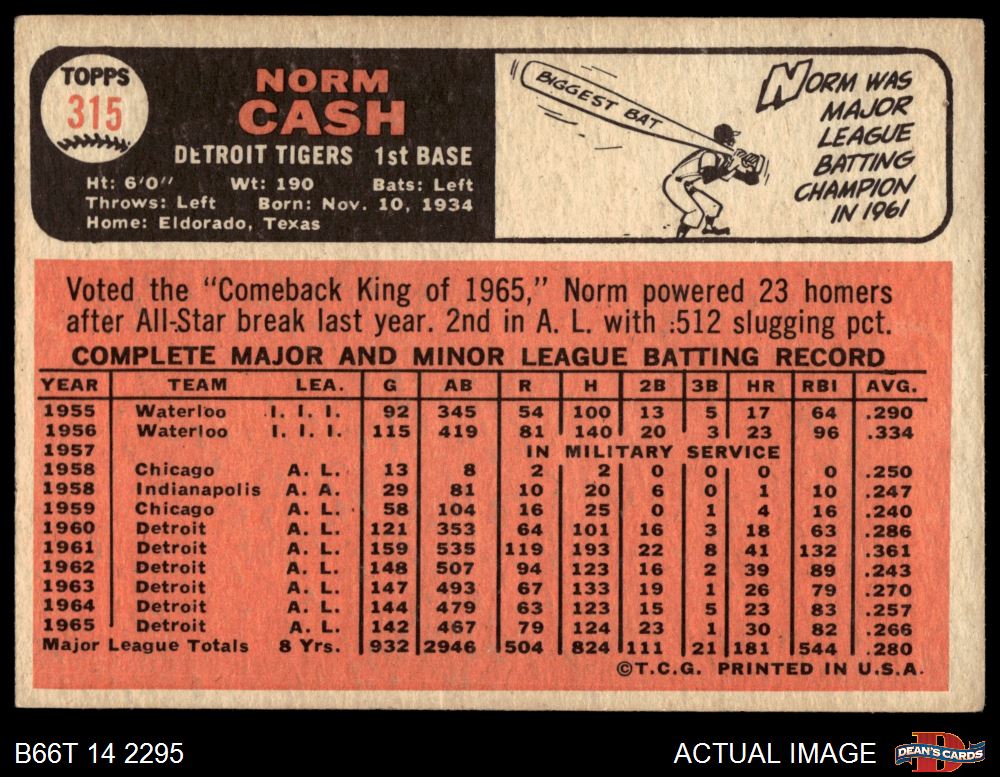 TOPPS
315
NORM
CASH
DETROIT TIGERS 1st BASE
Ht: 6'0" Wt: 190 Bats: Left
Throws: Left Born: Nov. 10, 1934
Home: Eldorado, Texas
BIGGEST BAT
NORM WAS
MAJOR
LEAGUE
BATTING
CHAMPION
IN 1961
Voted the "Comeback King of 1965," Norm powered 23 homers
after All-Star break last year. 2nd in A. L. with .512 slugging pct.
COMPLETE MAJOR AND MINOR LEAGUE BATTING RECORD
YEAR TEAM LEA. G AB R H 2B 3B HR RBI AVG.
1955 Waterloo I. I. I. 92 345 54 100 13 5 17 64 .290
1956 Waterloo I. I. I. 115 419 81 140 20 3 23 96 .334
1957 IN MILITARY SERVICE
1958 Chicago A. L. 13 8 2 2 0 0 0 0 .250
1958 Indianapolis A. A. 29 81 10 20 6 0 1 10 .247
1959 Chicago A. L. 58 104 16 25 0 1 4 16 .240
1960 Detroit A. L. 121 353 64 101 16 3 18 63 .286
1961 Detroit A. L. 159 535 119 193 22 8 41 132 .361
1962 Detroit A. L. 148 507 94 123 16 2 39 89 .243
1963 Detroit A. L. 147 493 67 133 19 1 26 79 .270
1964 Detroit A. L. 144 479 63 123 15 5 23 83 .257
1965 Detroit A. L. 142 467 79 124 23 1 30 82 .266
Major League Totals 8 Yrs. 932 2946 504 824 111 21 181 544 .280
©T.C.G. PRINTED IN U.S.A.
B66T 14 2295 ACTUAL IMAGE DEAN'S CARDS